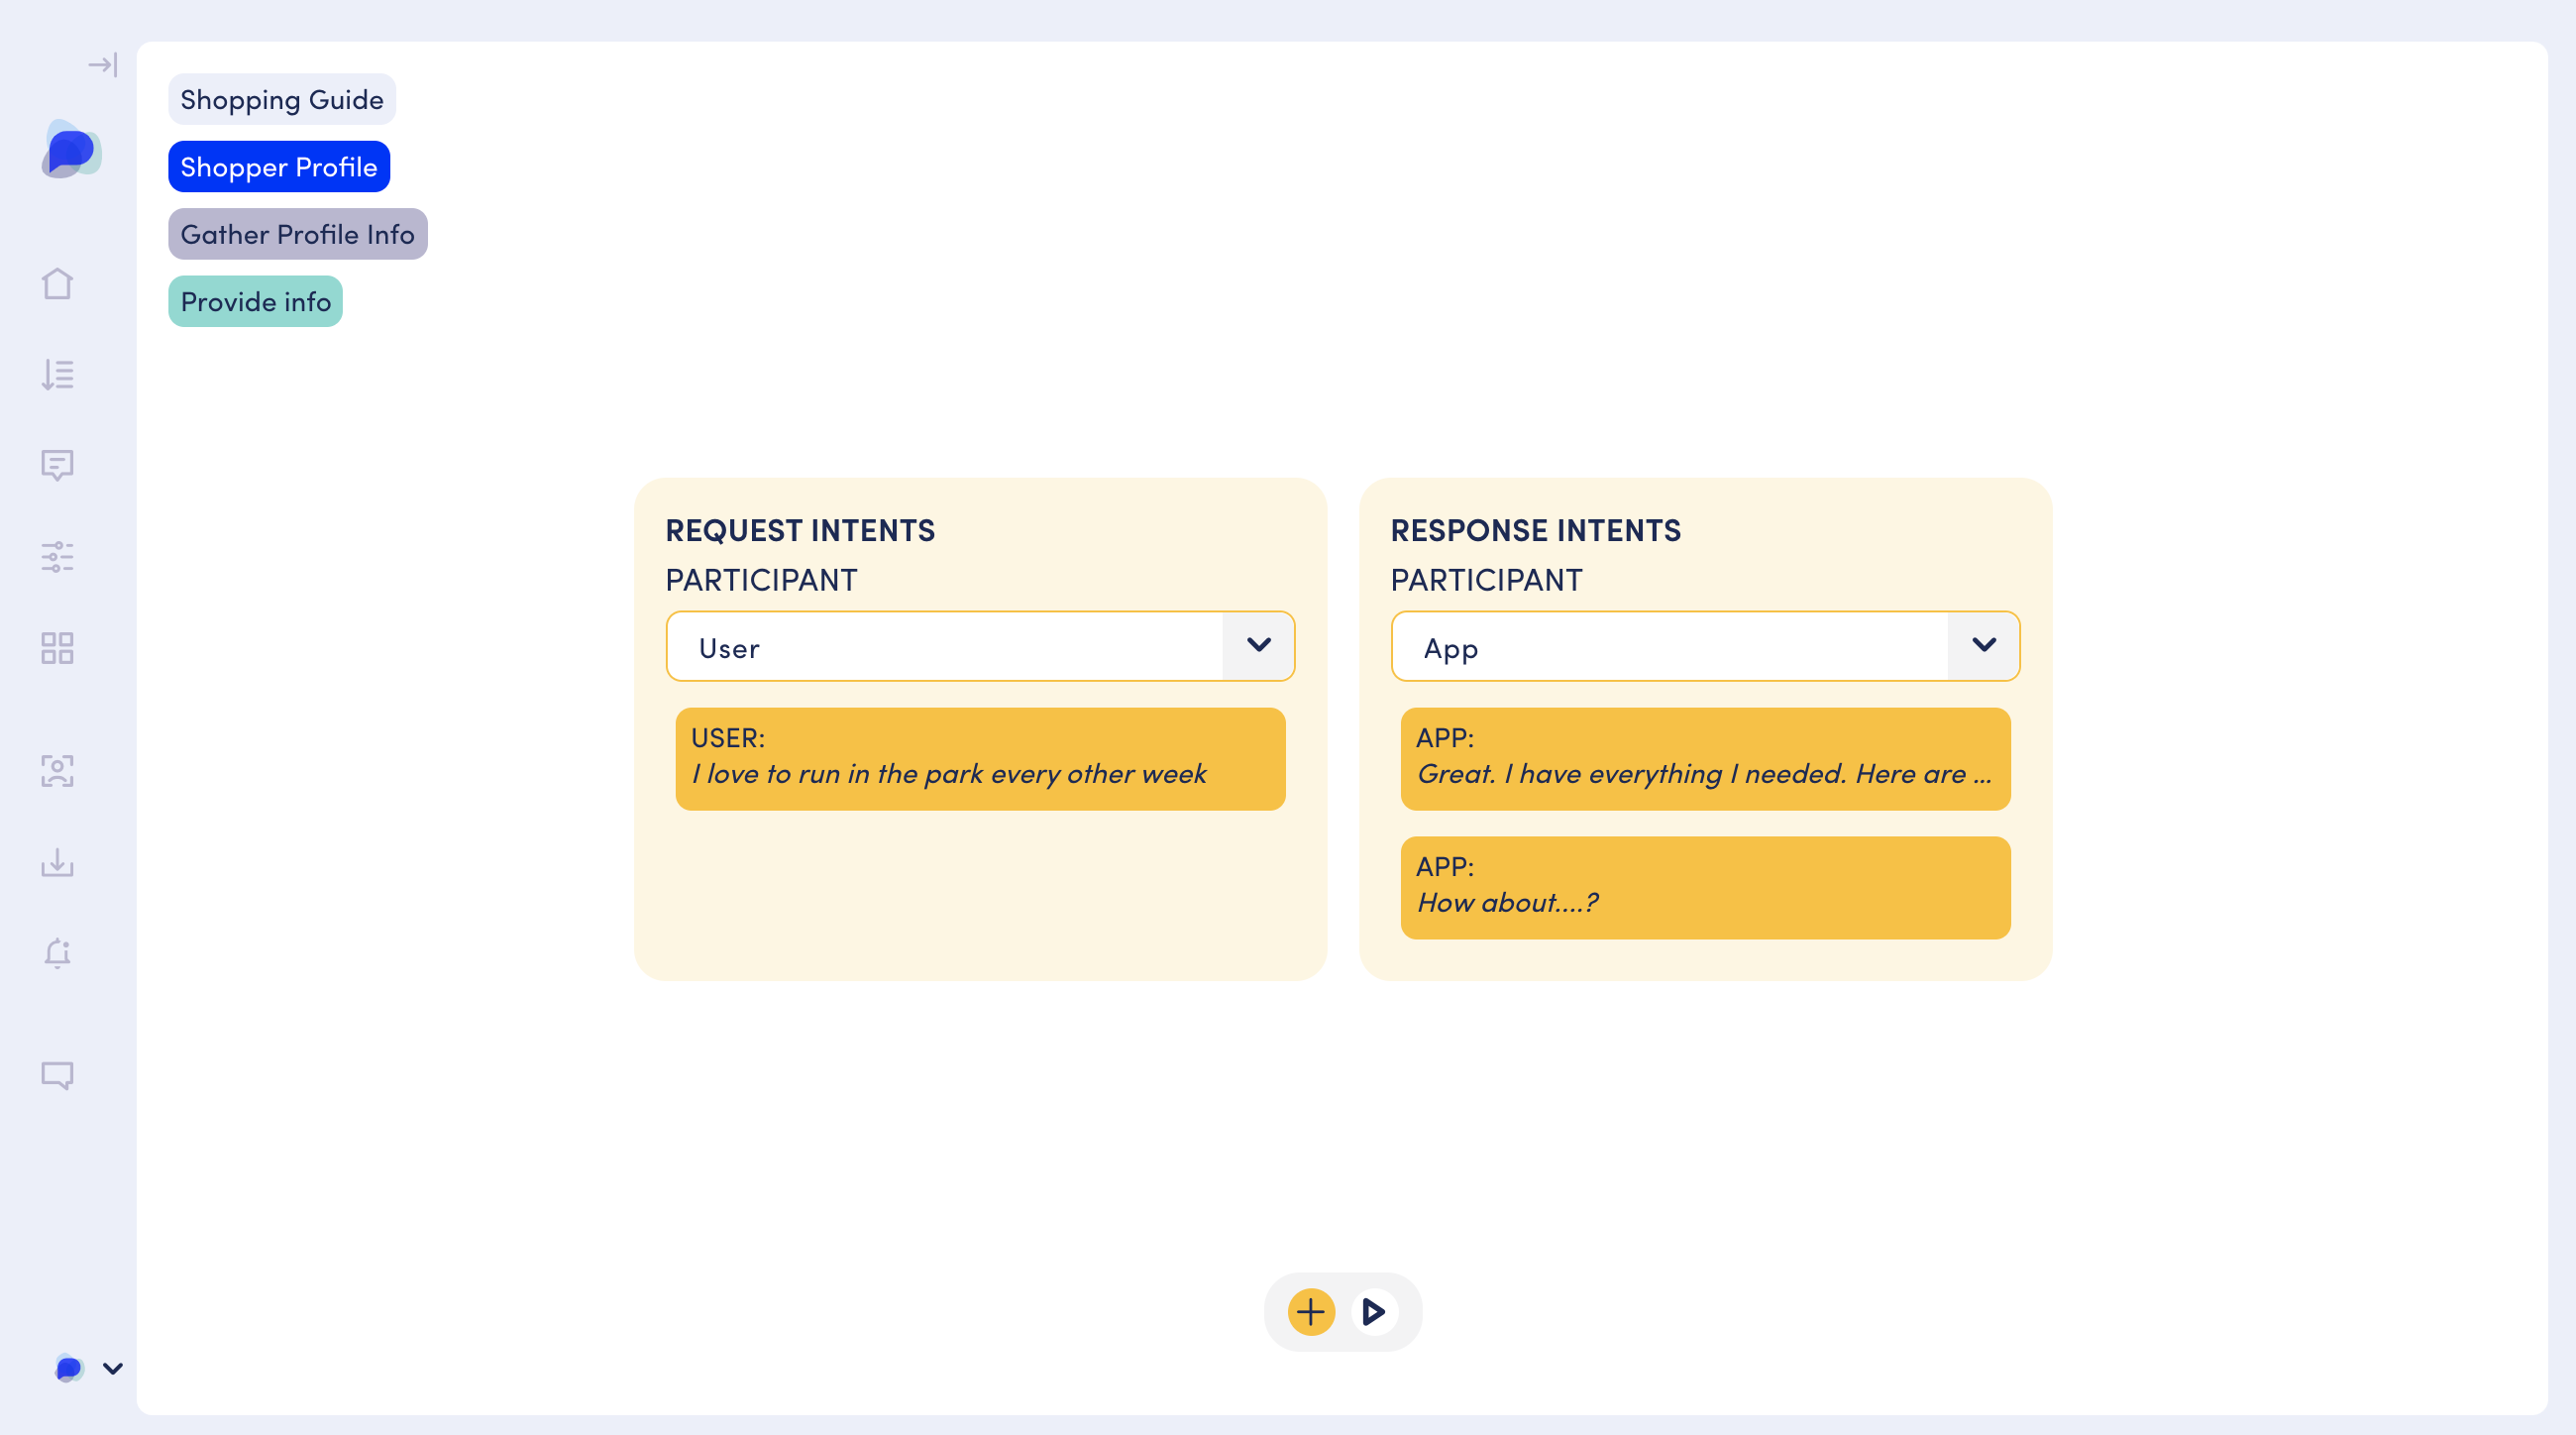 Shopping Guide
Shopper Profile
Gather Profile Info
Provide info
REQUEST INTENTS
PARTICIPANT
User
USER:
I love to run in the park every other week
RESPONSE INTENTS
PARTICIPANT
App
APP:
Great. I have everything I needed. Here are ...
APP:
How about....?